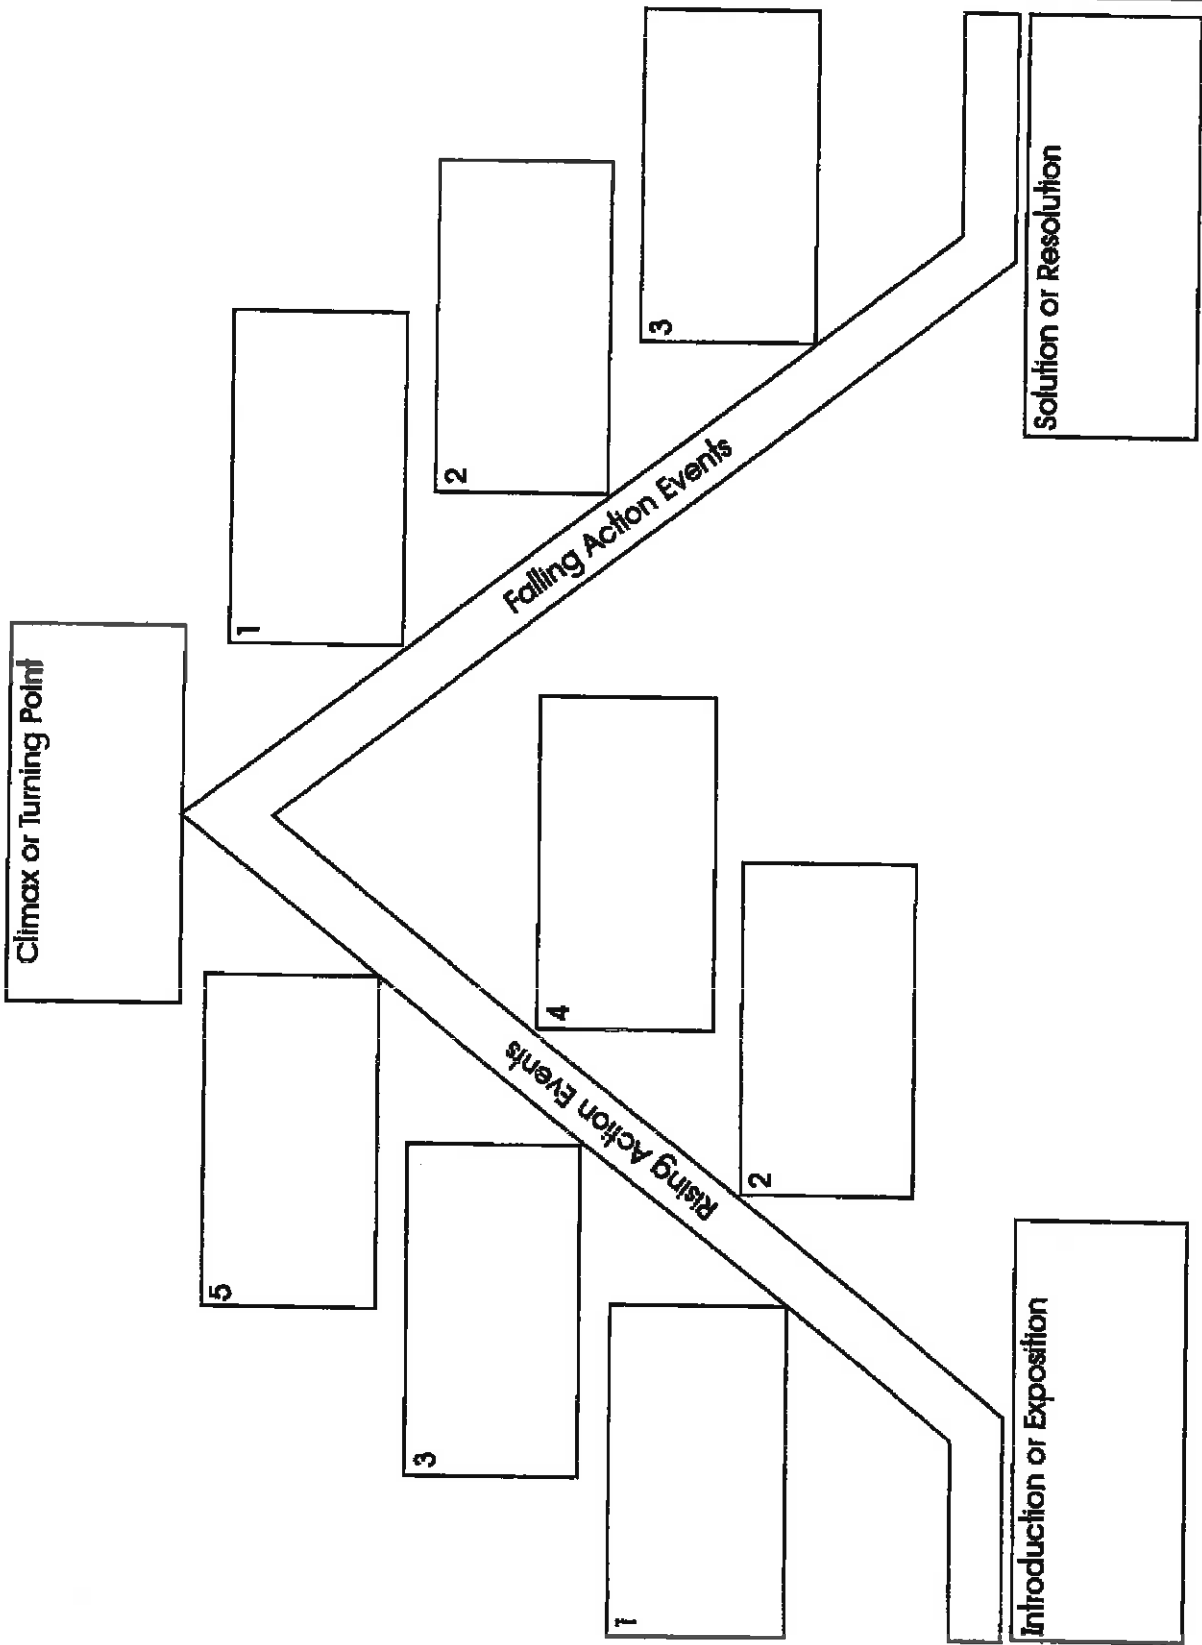 Climax or Turning Point
5
1
3
4
2
1
2
3
Rising Action Events
Falling Action Events
Introduction or Exposition
Solution or Resolution